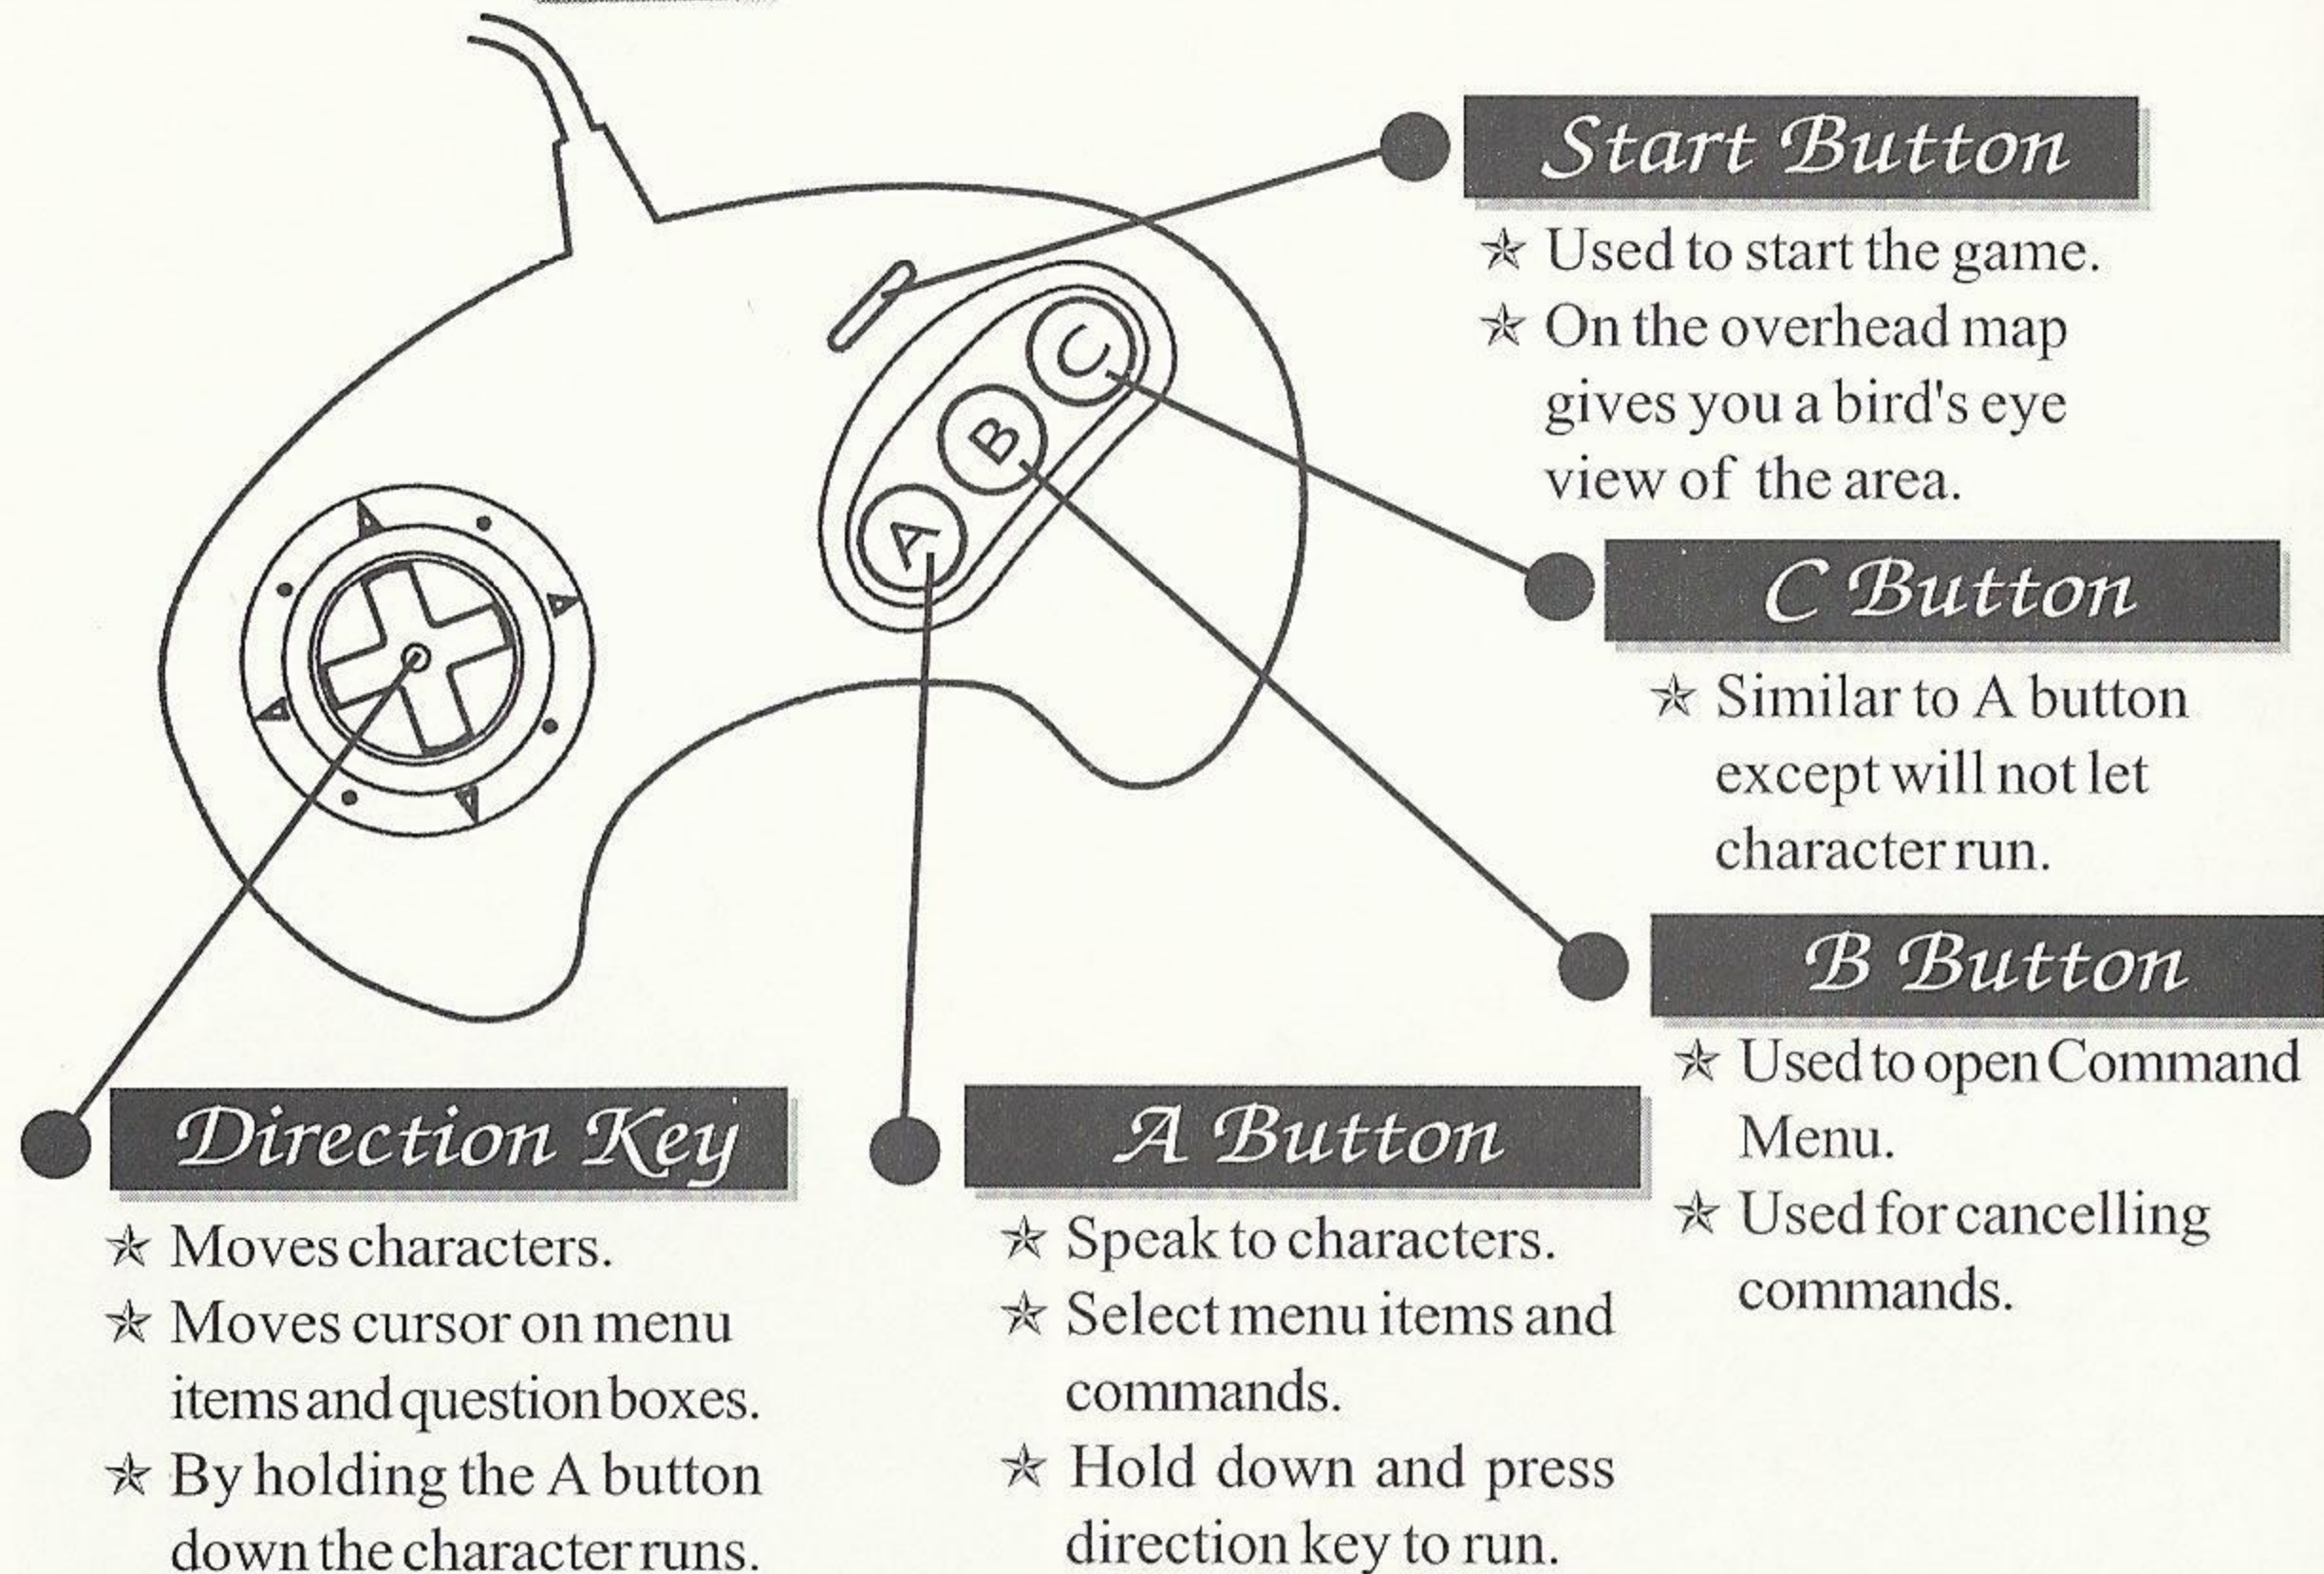 Start Button
☆ Used to start the game.
☆ On the overhead map
gives you a bird's eye
view of the area.
C
B
A
C Button
☆ Similar to A button
except will not let
character run.
B Button
☆ Used to open Command
Menu.
☆ Used for cancelling
commands.
Direction Key
☆ Moves characters.
☆ Moves cursor on menu
items and question boxes.
☆ By holding the A button
down the character runs.
A Button
☆ Speak to characters.
☆ Select menu items and
commands.
☆ Hold down and press
direction key to run.